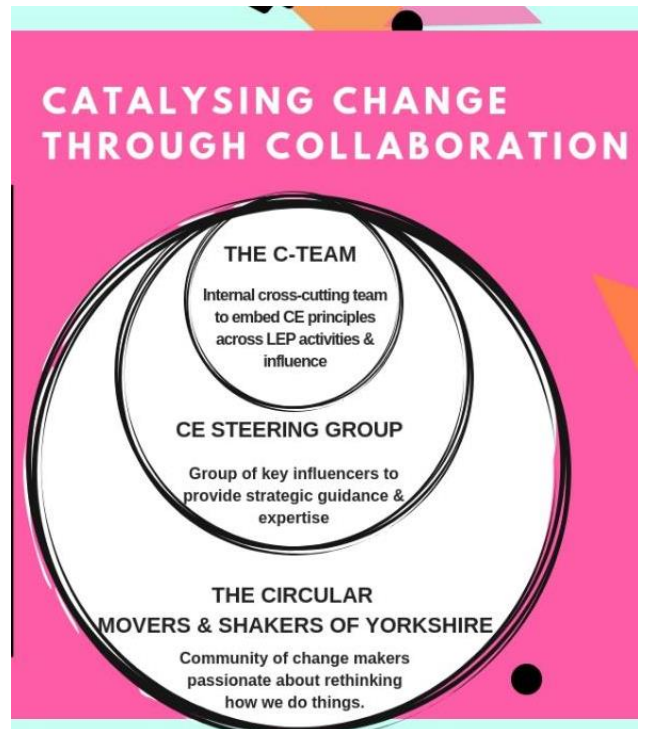 CATALYSING CHANGE
THROUGH COLLABORATION
THE C-TEAM
Internal cross-cutting team
to embed CE principles
across LEP activities &
influence
CE STEERING GROUP
Group of key influencers to
provide strategic guidance &
expertise
THE CIRCULAR
MOVERS & SHAKERS OF YORKSHIRE
Community of change makers
passionate about rethinking
how we do things.